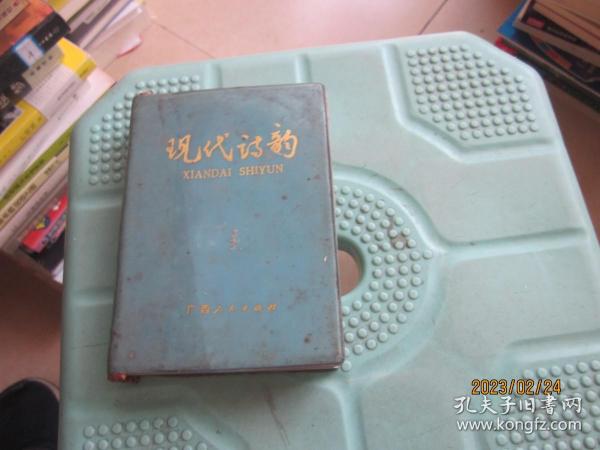 现代诗韵
XIANDAI SHIYUN
广西人民出版社
2023/02/24
孔夫子旧書网
www.kongfz.com